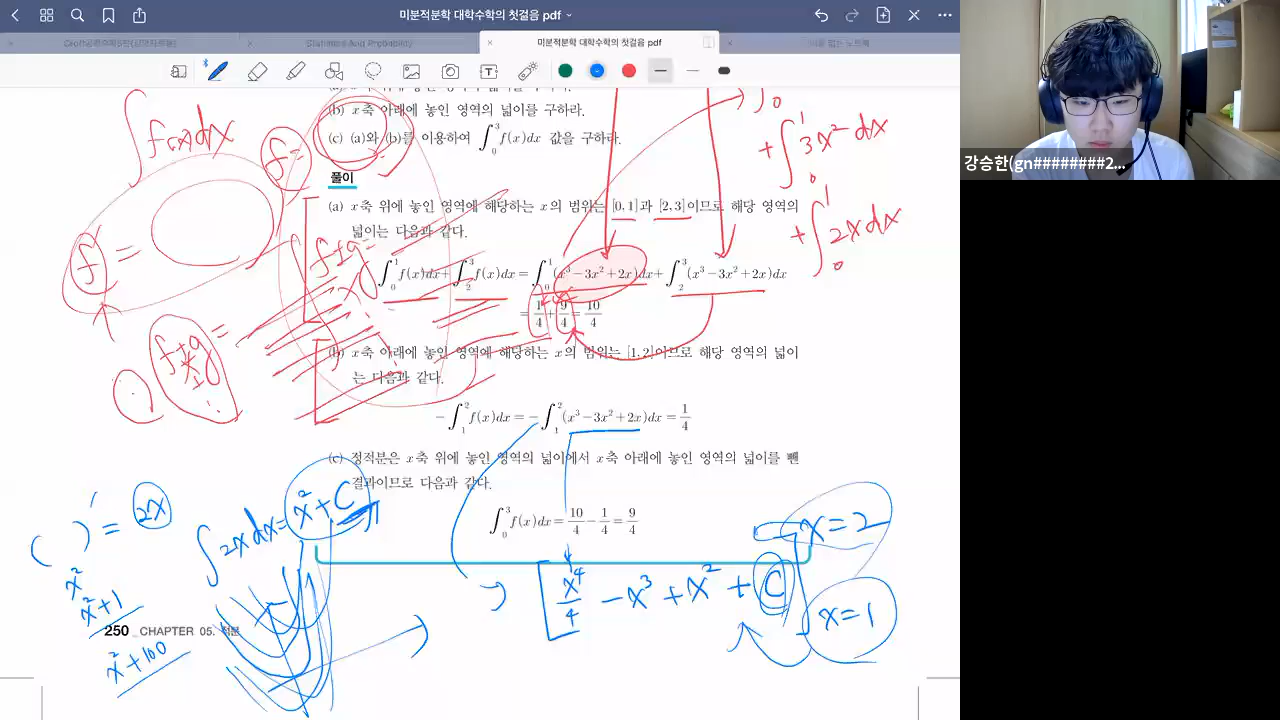 미분적분학 대학수학의 첫걸음 pdf
Statistics And Probability
미분적분학 대학수학의 첫걸음.pdf
강승한(gn########2...
(b) x축 아래에 놓인 영역의 넓이를 구하라.
(c) (a)와 (b)를 이용하여 ∫₀³ f(x)dx 값을 구하라.
∫ f(x)dx
f =
+∫₀¹ 3x² dx
+∫₀¹ 2x dx
풀이
(a) x축 위에 놓인 영역에 해당하는 x의 범위는 [0, 1]과 [2, 3]이므로 해당 영역의
넓이는 다음과 같다.
f =
f+g =
∫₀¹ f(x)dx + ∫₂³ f(x)dx = ∫₀¹ (x³−3x²+2x)dx + ∫₂³ (x³−3x²+2x)dx
= 1/4 + 9/4 = 10/4
f+g =
(b) x축 아래에 놓인 영역에 해당하는 x의 범위는 [1, 2]이므로 해당 영역의 넓이
는 다음과 같다.
−∫₁² f(x)dx = −∫₁² (x³−3x²+2x)dx = 1/4
(c) 정적분은 x축 위에 놓인 영역의 넓이에서 x축 아래에 놓인 영역의 넓이를 뺀
결과이므로 다음과 같다.
∫₀³ f(x)dx = 10/4 − 1/4 = 9/4
( )′ = 2x
∫ 2x dx = x² + C
x²
x²+1
x²+100
[x⁴/4 − x³ + x² + C] x=2
x=1
250 CHAPTER 05. 적분